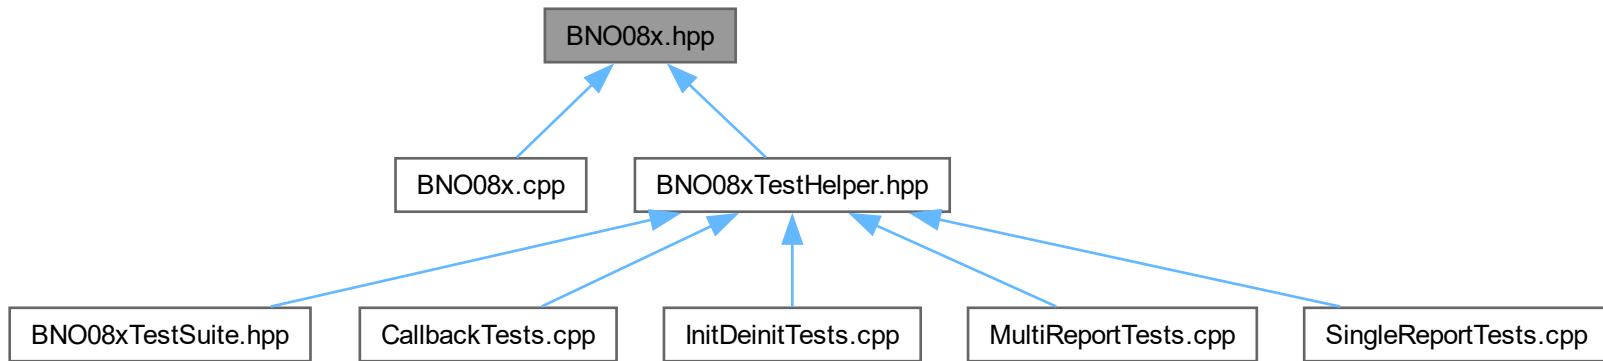 BNO08x.hpp
BNO08x.cpp
BNO08xTestHelper.hpp
BNO08xTestSuite.hpp
CallbackTests.cpp
InitDeinitTests.cpp
MultiReportTests.cpp
SingleReportTests.cpp